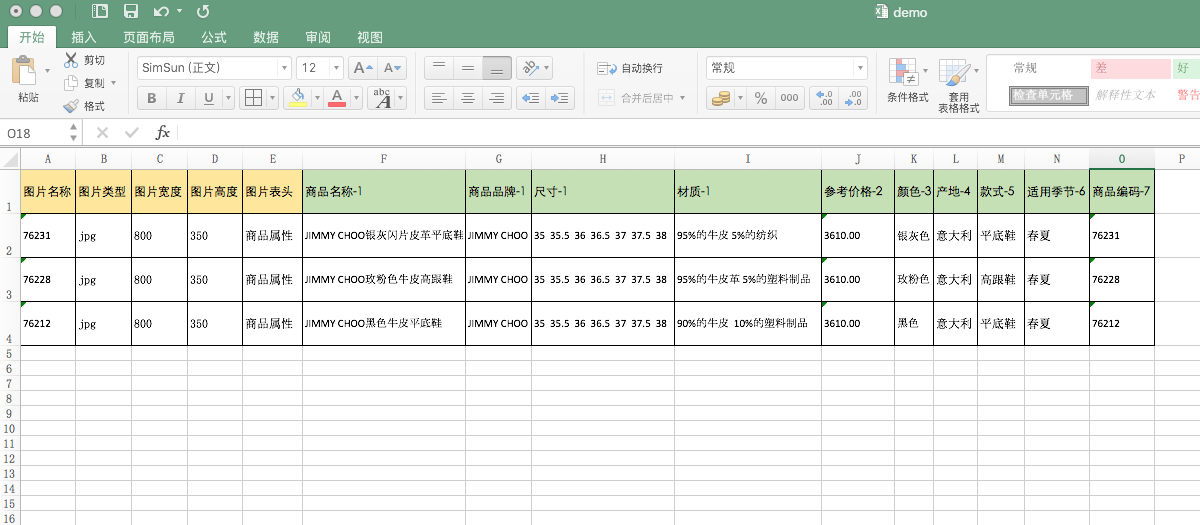 demo
开始 插入 页面布局 公式 数据 审阅 视图
粘贴 剪切 复制 格式
SimSun (正文) 12 A A
B I U A abc A
自动换行
合并后居中
常规
% 000 .0 .00 .00 .0
条件格式 套用表格格式
常规 差 好
检查单元格 解释性文本 警告
O18 fx
A B C D E F G H I J K L M N O P
1 图片名称 图片类型 图片宽度 图片高度 图片表头 商品名称-1 商品品牌-1 尺寸-1 材质-1 参考价格-2 颜色-3 产地-4 款式-5 适用季节-6 商品编码-7
2 76231 jpg 800 350 商品属性 JIMMY CHOO银灰闪片皮革平底鞋 JIMMY CHOO 35 35.5 36 36.5 37 37.5 38 95%的牛皮 5%的纺织 3610.00 银灰色 意大利 平底鞋 春夏 76231
3 76228 jpg 800 350 商品属性 JIMMY CHOO玫粉色牛皮高跟鞋 JIMMY CHOO 35 35.5 36 36.5 37 37.5 38 95%的牛皮革 5%的塑料制品 3610.00 玫粉色 意大利 高跟鞋 春夏 76228
4 76212 jpg 800 350 商品属性 JIMMY CHOO黑色牛皮平底鞋 JIMMY CHOO 35 35.5 36 36.5 37 37.5 38 90%的牛皮 10%的塑料制品 3610.00 黑色 意大利 平底鞋 春夏 76212
5
6
7
8
9
10
11
12
13
14
15
16